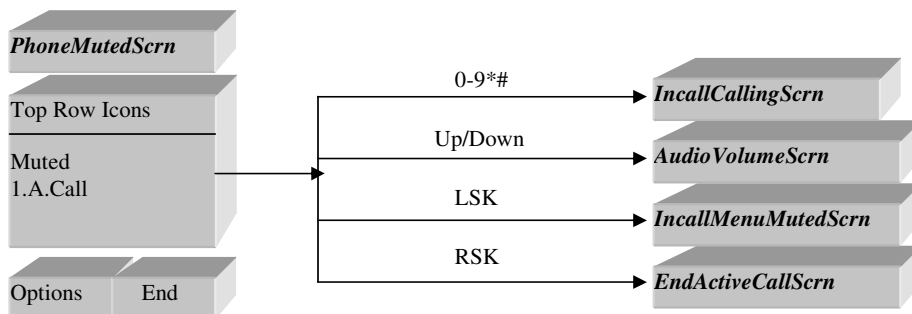 PhoneMutedScrn
Top Row Icons
Muted
1.A.Call
Options End
0-9*#
IncallCallingScrn
Up/Down
AudioVolumeScrn
LSK
IncallMenuMutedScrn
RSK
EndActiveCallScrn